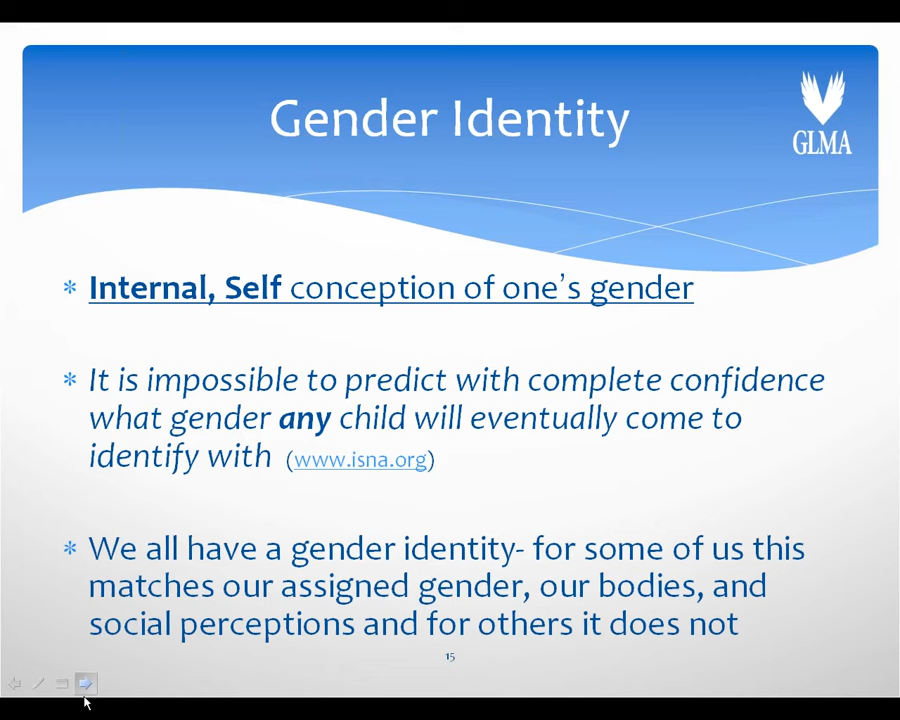 Gender Identity
GLMA
* Internal, Self conception of one’s gender
* It is impossible to predict with complete confidence
what gender any child will eventually come to
identify with (www.isna.org)
* We all have a gender identity- for some of us this
matches our assigned gender, our bodies, and
social perceptions and for others it does not
15